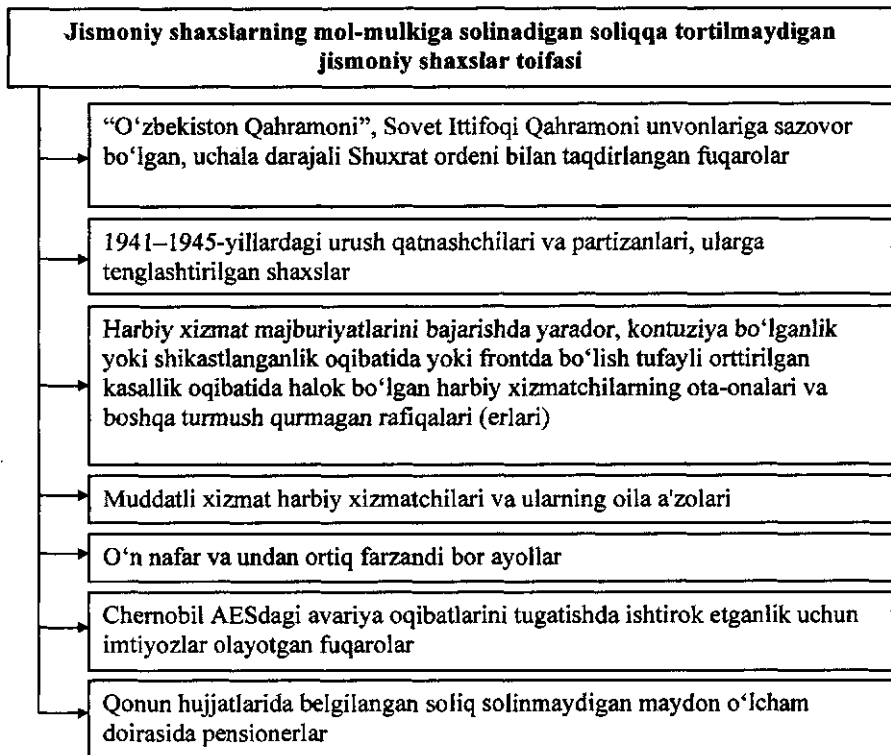 Jismoniy shaxslarning mol-mulkiga solinadigan soliqqa tortilmaydigan
jismoniy shaxslar toifasi
“O‘zbekiston Qahramoni”, Sovet Ittifoqi Qahramoni unvonlariga sazovor
bo‘lgan, uchala darajali Shuxrat ordeni bilan taqdirlangan fuqarolar
1941–1945-yillardagi urush qatnashchilari va partizanlari, ularga
tenglashtirilgan shaxslar
Harbiy xizmat majburiyatlarini bajarishda yarador, kontuziya bo‘lganlik
yoki shikastlanganlik oqibatida yoki frontda bo‘lish tufayli orttirilgan
kasallik oqibatida halok bo‘lgan harbiy xizmatchilarning ota-onalari va
boshqa turmush qurmagan rafiqalari (erlari)
Muddatli xizmat harbiy xizmatchilari va ularning oila a'zolari
O‘n nafar va undan ortiq farzandi bor ayollar
Chernobil AESdagi avariya oqibatlarini tugatishda ishtirok etganlik uchun
imtiyozlar olayotgan fuqarolar
Qonun hujjatlarida belgilangan soliq solinmaydigan maydon o‘lcham
doirasida pensionerlar